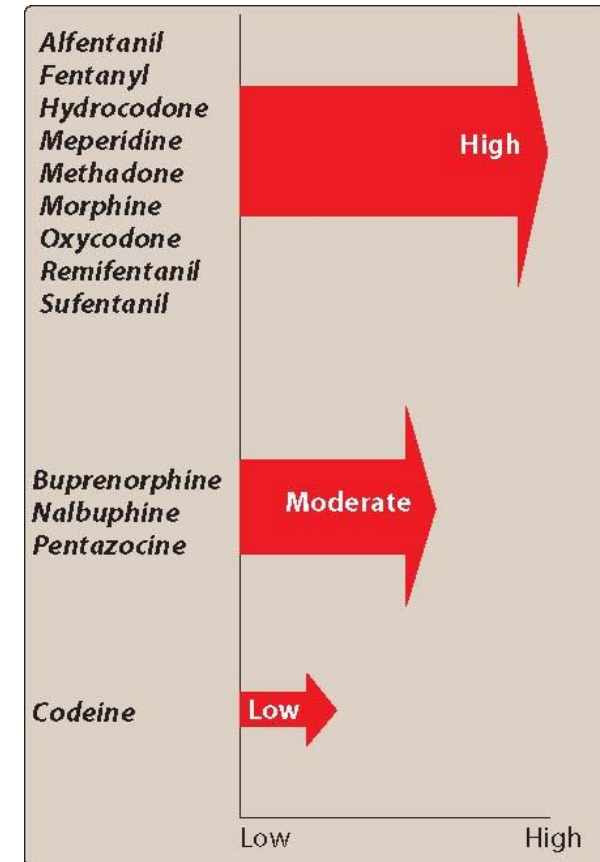 Alfentanil
Fentanyl
Hydrocodone
Meperidine
Methadone
Morphine
Oxycodone
Remifentanil
Sufentanil
High
Buprenorphine
Nalbuphine
Pentazocine
Moderate
Codeine
Low
Low High